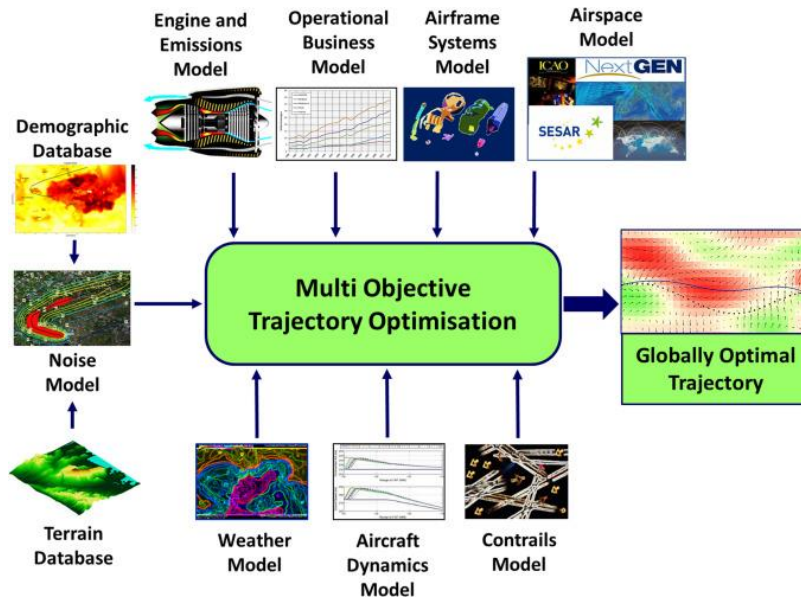 Engine and
Emissions
Model
Operational
Business
Model
Airframe
Systems
Model
Airspace
Model
ICAO
NextGEN
SESAR
Demographic
Database
Noise
Model
Terrain
Database
Multi Objective
Trajectory Optimisation
Globally Optimal
Trajectory
Weather
Model
Aircraft
Dynamics
Model
Contrails
Model